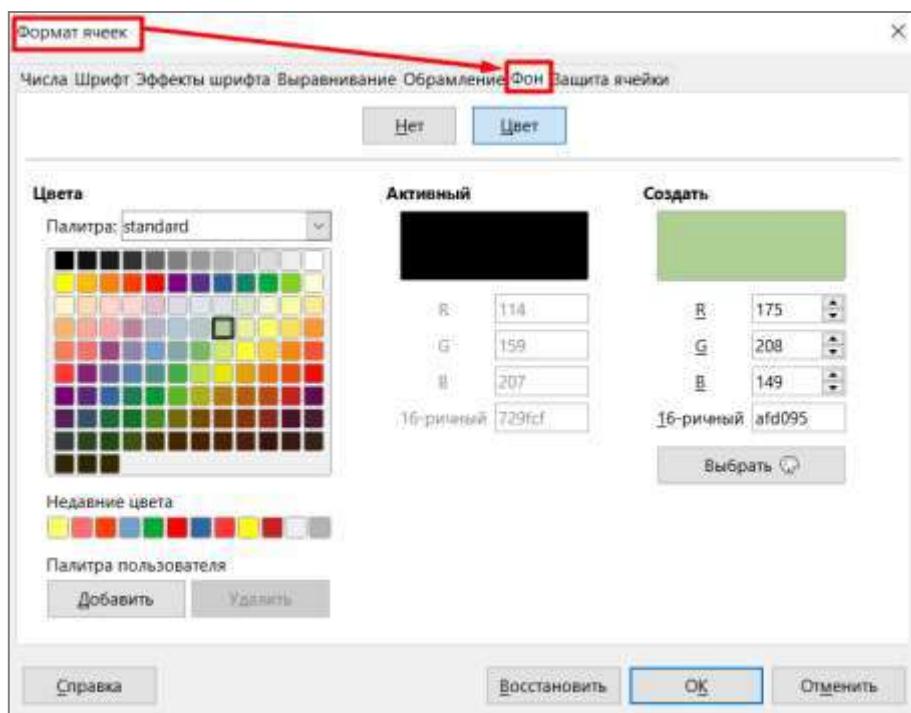 Формат ячеек
Числа Шрифт Эффекты шрифта Выравнивание Обрамление Фон Защита ячейки
Нет Цвет
Цвета Активный Создать
Палитра: standard
R 114 R 175
G 159 G 208
B 207 B 149
16-ричный 729fcf 16-ричный afd095
Выбрать
Недавние цвета
Палитра пользователя
Добавить Удалить
Справка Восстановить ОК Отменить